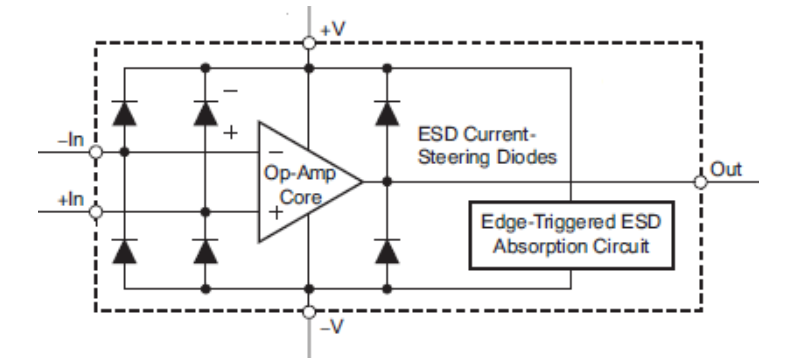 +V
−
+
ESD Current-
Steering Diodes
−In
−
Op-Amp
Core
Out
+In
+
Edge-Triggered ESD
Absorption Circuit
−V